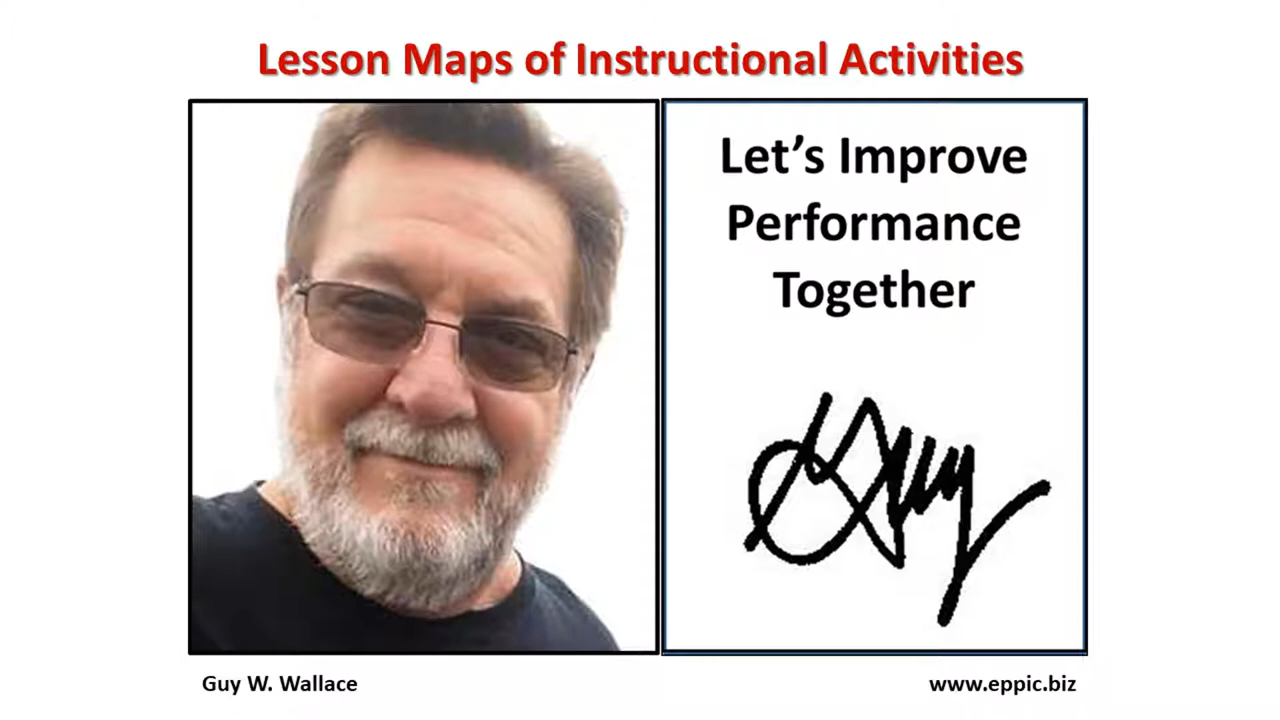 Lesson Maps of Instructional Activities
Let’s Improve
Performance
Together
Guy
Guy W. Wallace
www.eppic.biz